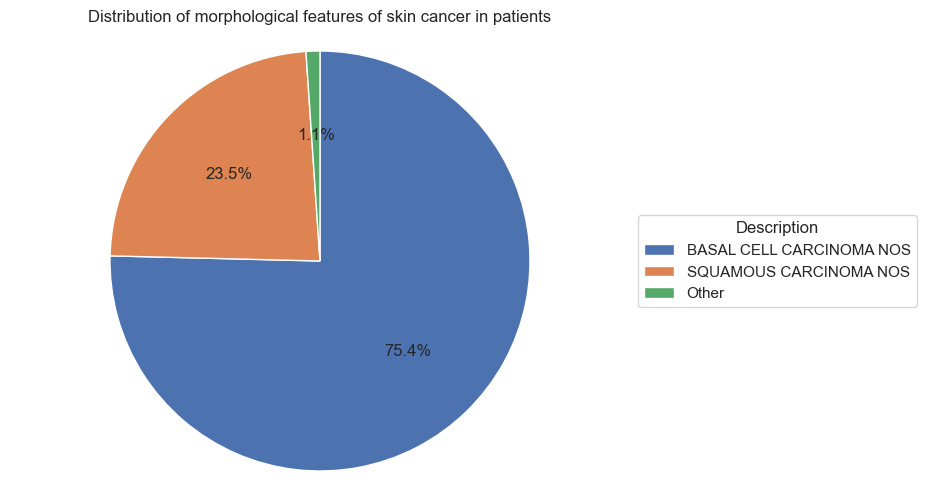 Distribution of morphological features of skin cancer in patients
1.1%
23.5%
75.4%
Description
BASAL CELL CARCINOMA NOS
SQUAMOUS CARCINOMA NOS
Other